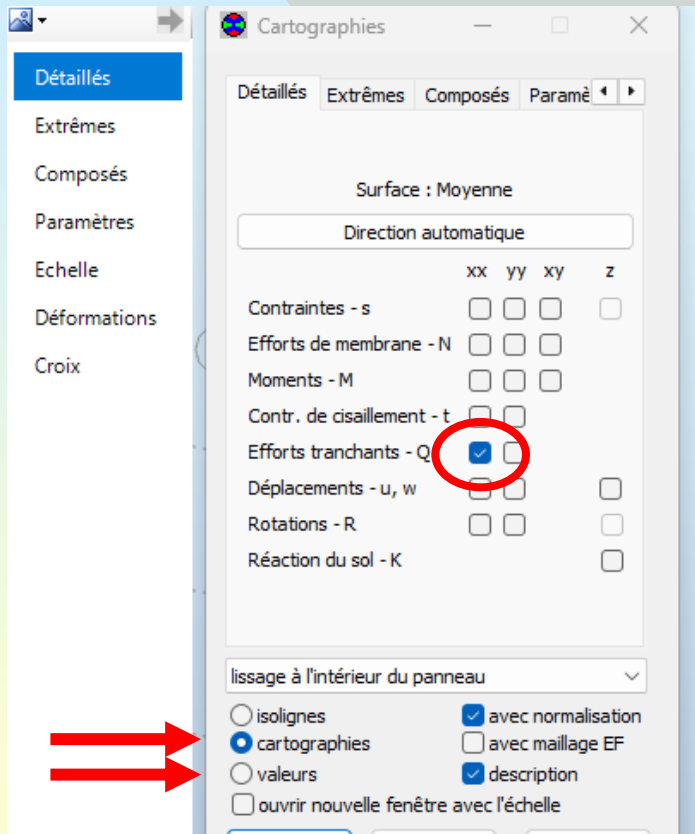 Cartographies
Détaillés
Extrêmes
Composés
Paramètres
Echelle
Déformations
Croix
Détaillés Extrêmes Composés Paramè
Surface : Moyenne
Direction automatique
xx yy xy z
Contraintes - s
Efforts de membrane - N
Moments - M
Contr. de cisaillement - t
Efforts tranchants - Q
Déplacements - u, w
Rotations - R
Réaction du sol - K
lissage à l'intérieur du panneau
isolignes avec normalisation
cartographies avec maillage EF
valeurs description
ouvrir nouvelle fenêtre avec l'échelle